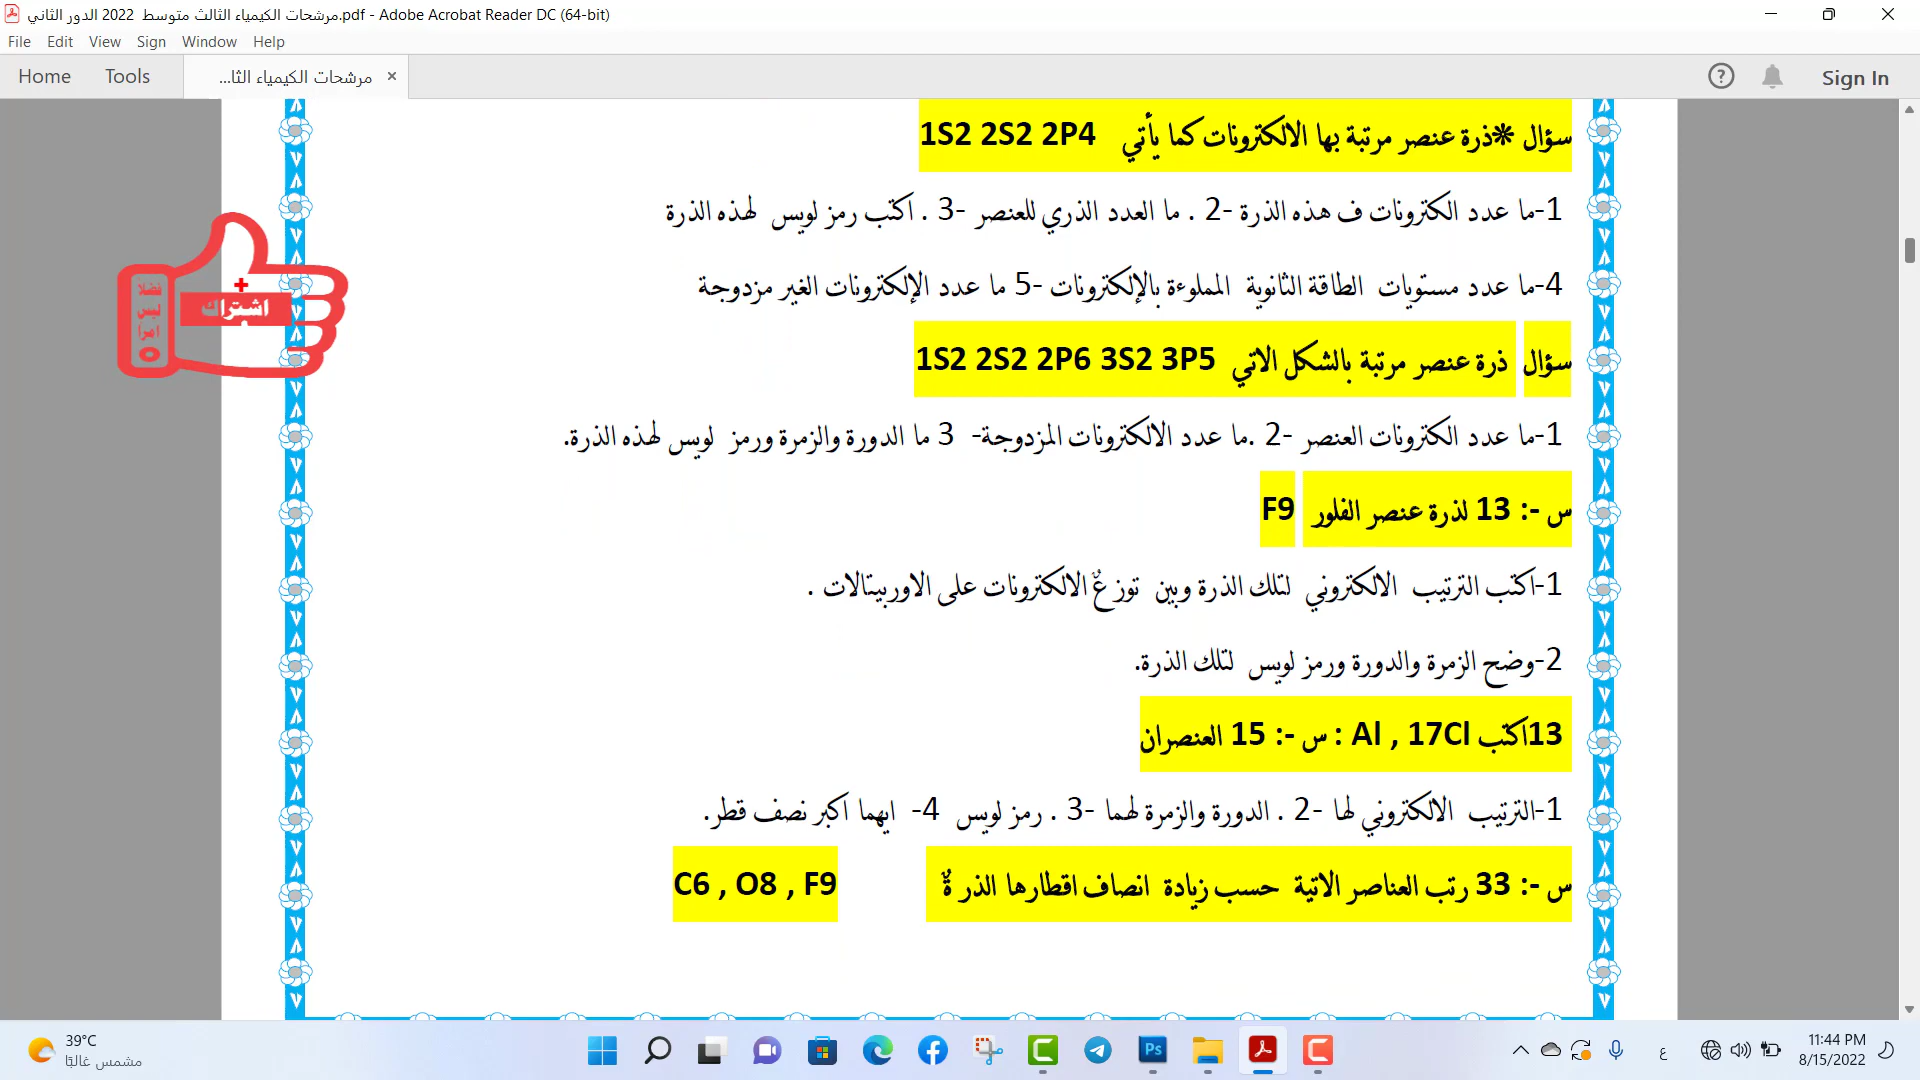 مرشحات الكيمياء الثالث متوسط 2022 الدور الثاني.pdf - Adobe Acrobat Reader DC (64-bit)
File Edit View Sign Window Help
Home Tools مرشحات الكيمياء الثا... × ? Sign In
سؤال *ذرة عنصر مرتبة بها الالكترونات كما يأتي 1S2 2S2 2P4
1-ما عدد الكترونات ف هذه الذرة -2 . ما العدد الذري للعنصر -3 . اكتب رمز لويس لهذه الذرة
4-ما عدد مستويات الطاقة الثانوية المملوءة بالإلكترونات -5 ما عدد الإلكترونات الغير مزدوجة
+
اشتراك
سؤال ذرة عنصر مرتبة بالشكل الاتي 1S2 2S2 2P6 3S2 3P5
1-ما عدد الكترونات العنصر -2 .ما عدد الالكترونات المزدوجة- 3 ما الدورة والزمرة ورمز لويس لهذه الذرة.
س -: 13 لذرة عنصر الفلور F9
1-اكتب الترتيب الالكتروني لتلك الذرة وبين توزعٌ الالكترونات على الاوربيتالات .
2-وضح الزمرة والدورة ورمز لويس لتلك الذرة.
13اكتب Al , 17Cl : س -: 15 العنصران
1-الترتيب الالكتروني لها -2 . الدورة والزمرة لهما -3 . رمز لويس 4- ايهما اكبر نصف قطر.
س -: 33 رتب العناصر الاتية حسب زيادة انصاف اقطارها الذر ةٌ C6 , O8 , F9
39°C
مشمس غالبًا
Ps
ع
11:44 PM
8/15/2022